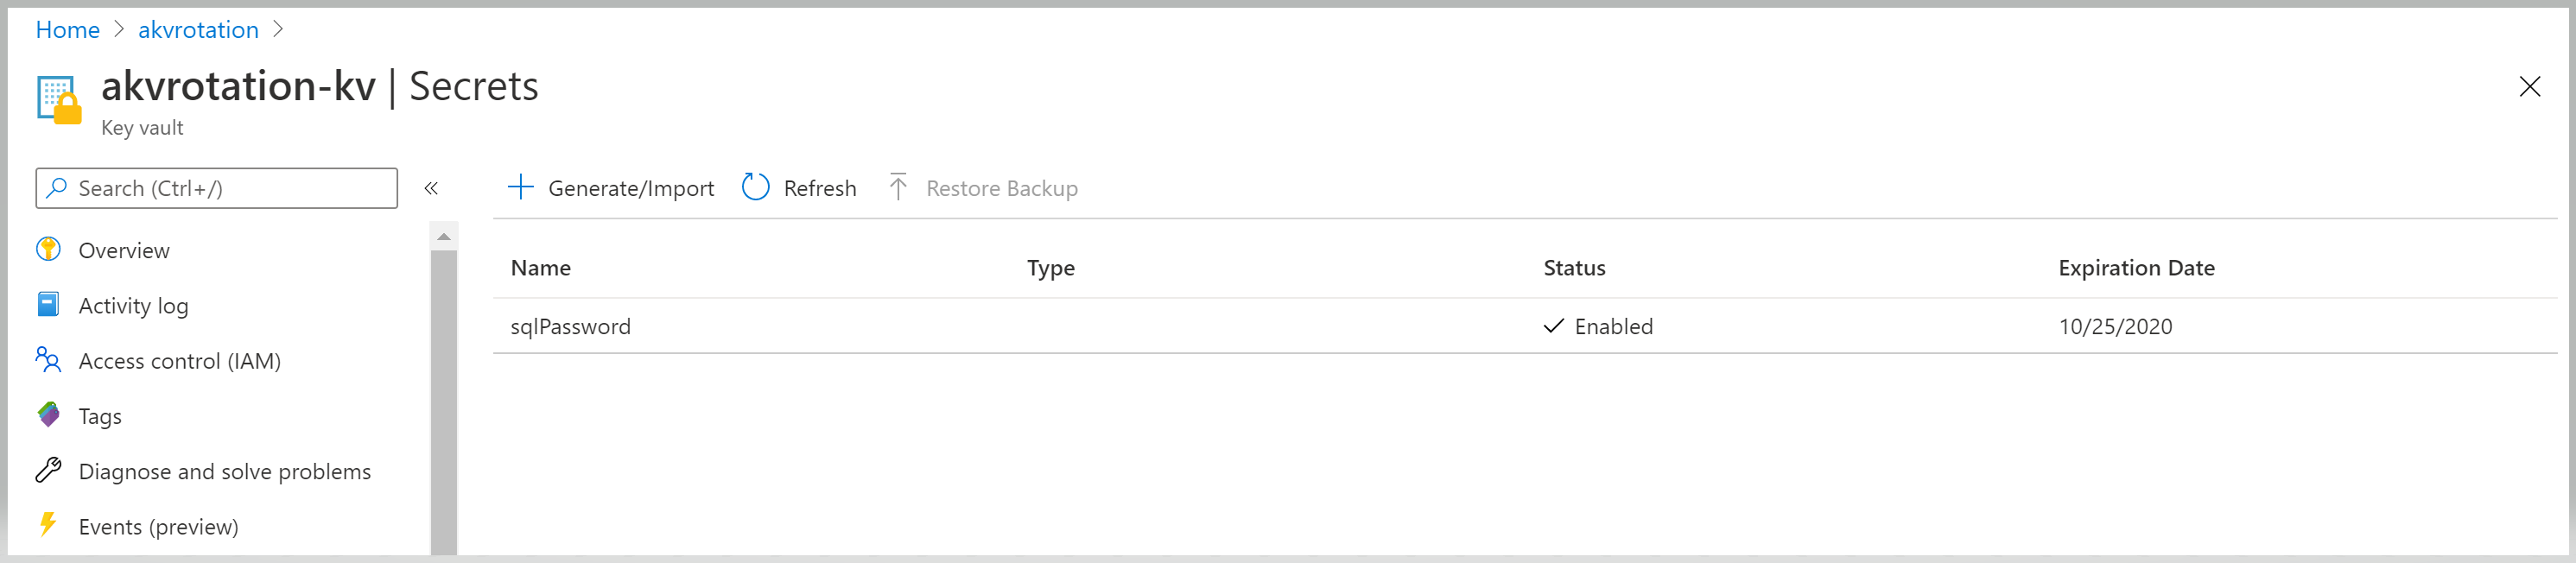 Home > akvrotation >
akvrotation-kv | Secrets
Key vault
Search (Ctrl+/)
«
Generate/Import Refresh Restore Backup
Overview
Activity log
Access control (IAM)
Tags
Diagnose and solve problems
Events (preview)
Name Type Status Expiration Date
sqlPassword Enabled 10/25/2020